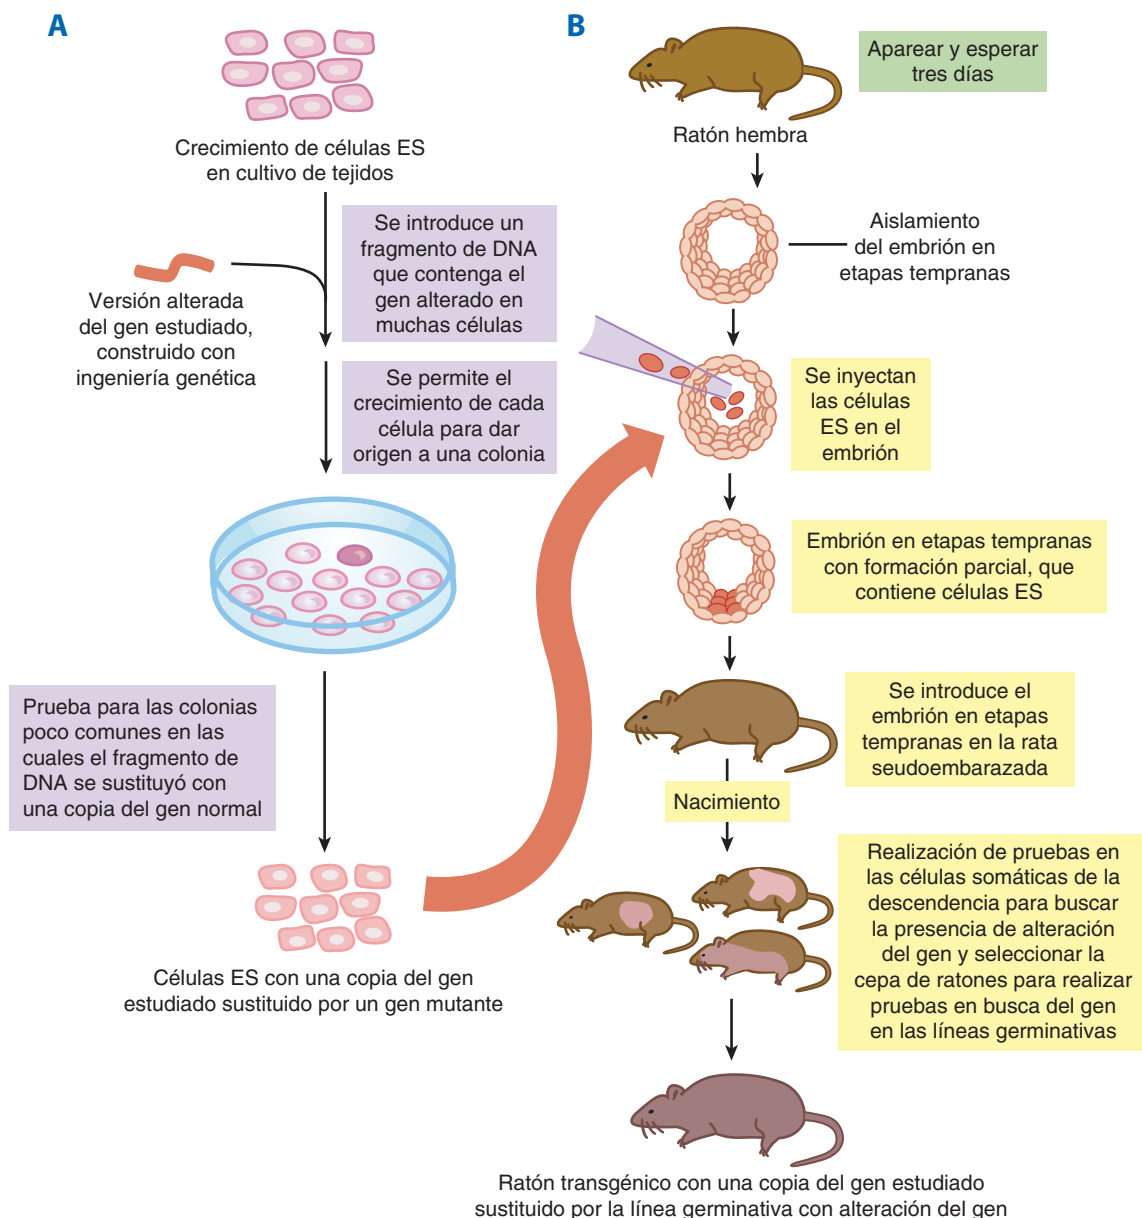 A
Crecimiento de células ES
en cultivo de tejidos
Se introduce un
fragmento de DNA
que contenga el
gen alterado en
muchas células
Versión alterada
del gen estudiado,
construido con
ingeniería genética
Se permite el
crecimiento de cada
célula para dar
origen a una colonia
Prueba para las colonias
poco comunes en las
cuales el fragmento de
DNA se sustituyó con
una copia del gen normal
Células ES con una copia del gen
estudiado sustituido por un gen mutante
B
Aparear y esperar
tres días
Ratón hembra
Aislamiento
del embrión en
etapas tempranas
Se inyectan
las células
ES en el
embrión
Embrión en etapas tempranas
con formación parcial, que
contiene células ES
Se introduce el
embrión en etapas
tempranas en la rata
seudoembarazada
Nacimiento
Realización de pruebas en
las células somáticas de la
descendencia para buscar
la presencia de alteración
del gen y seleccionar la
cepa de ratones para realizar
pruebas en busca del gen
en las líneas germinativas
Ratón transgénico con una copia del gen estudiado
sustituido por la línea germinativa con alteración del gen